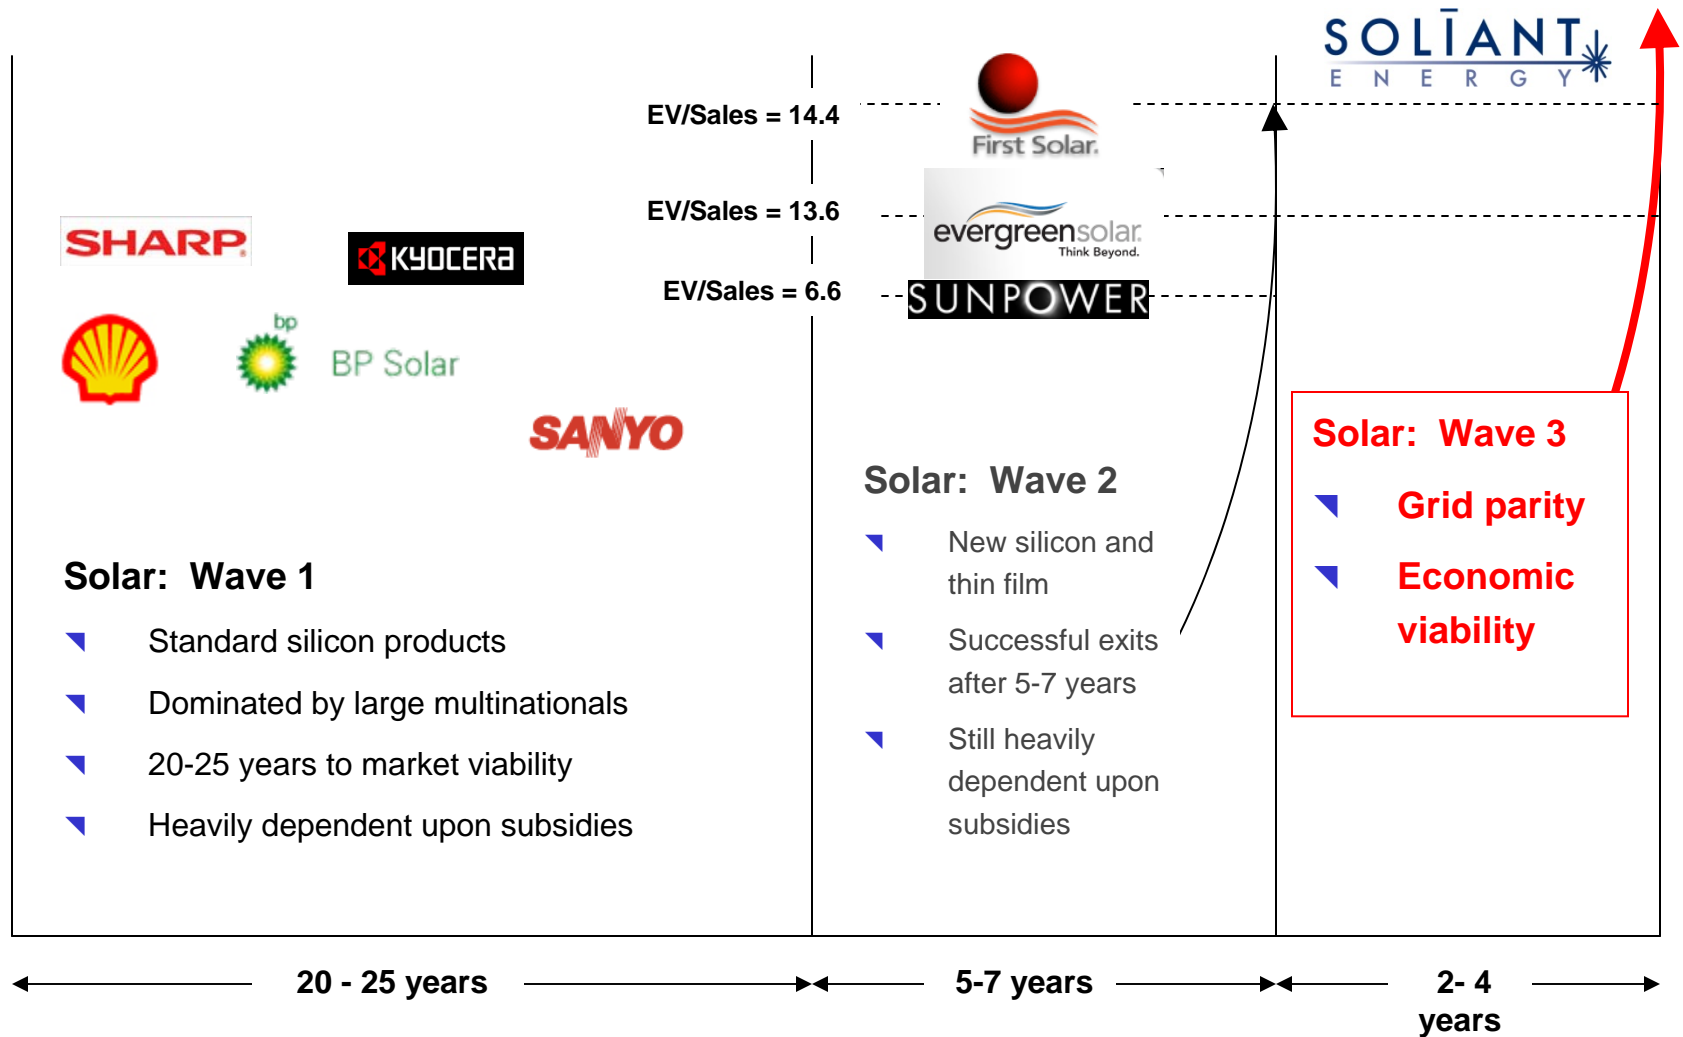 SOLĪANT
ENERGY
EV/Sales = 14.4
First Solar.
EV/Sales = 13.6
evergreensolar.
Think Beyond.
EV/Sales = 6.6
SUNPOWER
SHARP
KYOCERA
bp
BP Solar
SANYO
Solar: Wave 1
Standard silicon products
Dominated by large multinationals
20-25 years to market viability
Heavily dependent upon subsidies
Solar: Wave 2
New silicon and
thin film
Successful exits
after 5-7 years
Still heavily
dependent upon
subsidies
Solar: Wave 3
Grid parity
Economic
viability
20 - 25 years
5-7 years
2- 4
years